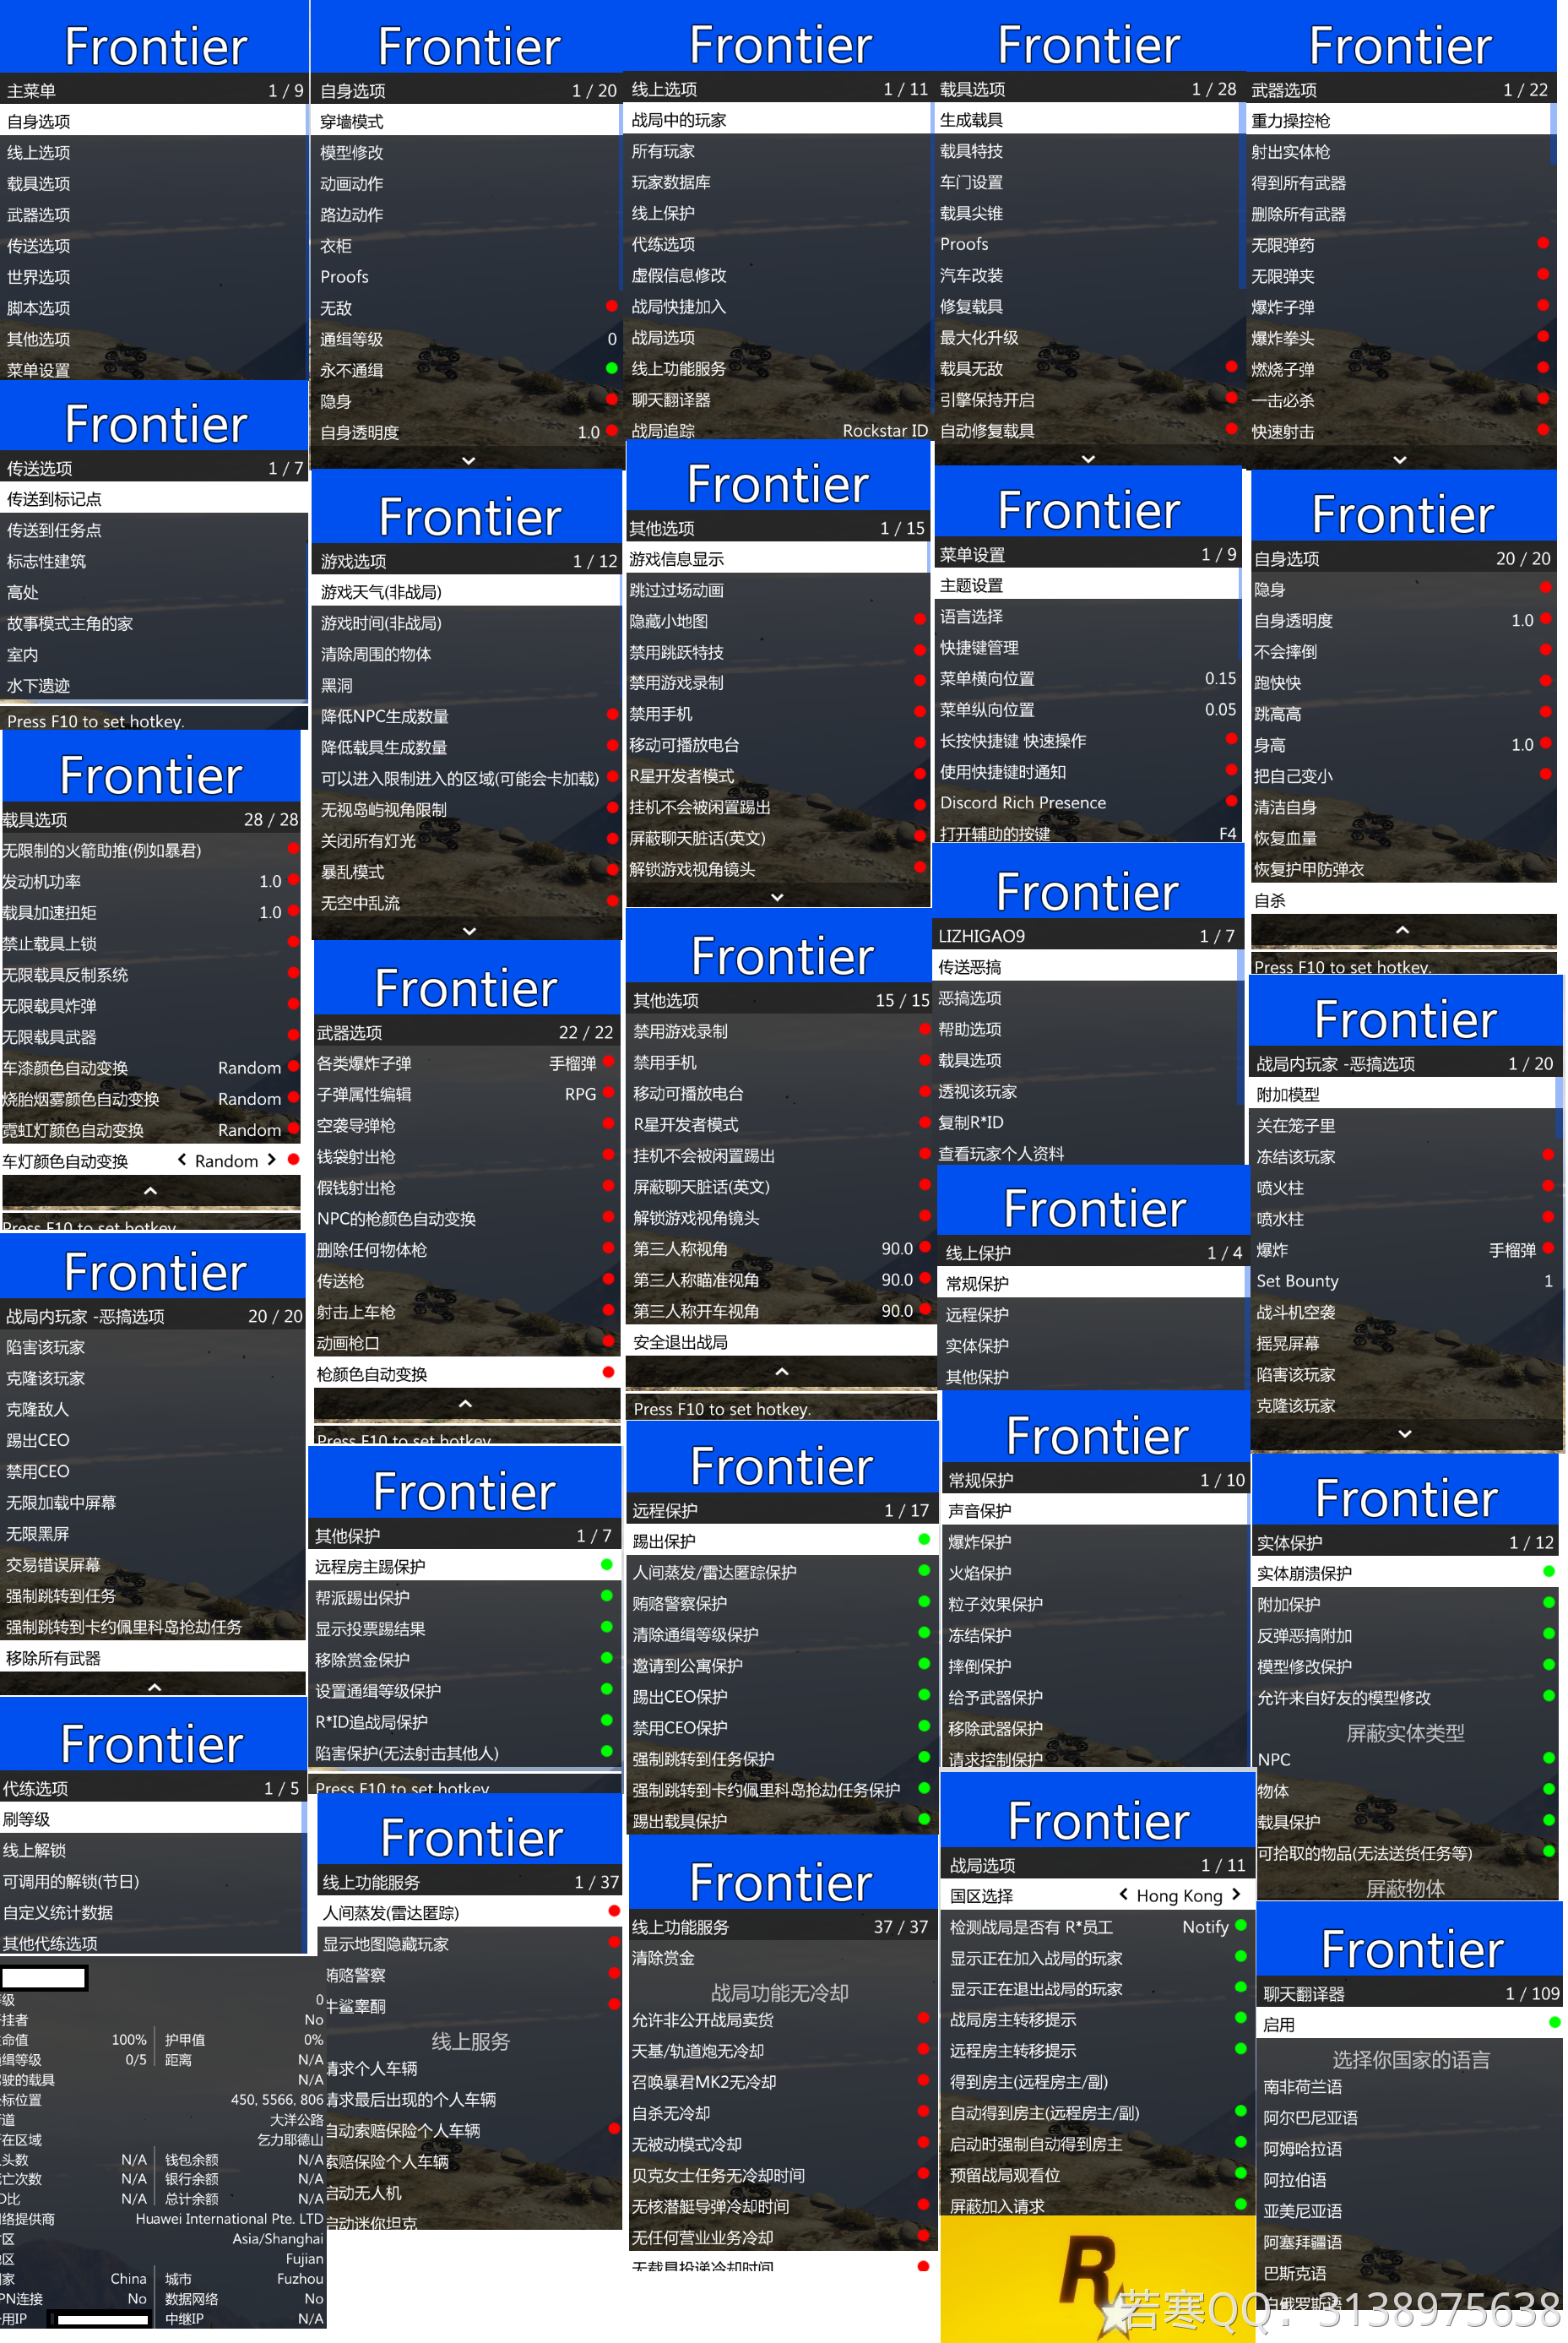 Frontier
主菜单 1 / 9
自身选项
线上选项
载具选项
武器选项
传送选项
世界选项
脚本选项
其他选项
菜单设置
Frontier
传送选项 1 / 7
传送到标记点
传送到任务点
标志性建筑
高处
故事模式主角的家
室内
水下遗迹
Press F10 to set hotkey.
Frontier
载具选项 28 / 28
无限制的火箭助推(例如暴君)
发动机功率 1.0
载具加速扭矩 1.0
禁止载具上锁
无限载具反制系统
无限载具炸弹
无限载具武器
车漆颜色自动变换 Random
烧胎烟雾颜色自动变换 Random
霓虹灯颜色自动变换 Random
车灯颜色自动变换 Random
Press F10 to set hotkey
Frontier
战局内玩家 -恶搞选项 20 / 20
陷害该玩家
克隆该玩家
克隆敌人
踢出CEO
禁用CEO
无限加载中屏幕
无限黑屏
交易错误屏幕
强制跳转到任务
强制跳转到卡约佩里科岛抢劫任务
移除所有武器
Frontier
代练选项 1 / 5
刷等级
线上解锁
可调用的解锁(节日)
自定义统计数据
其他代练选项
级 0
挂者 No
命值 100% 护甲值 0%
缉等级 0/5 距离 N/A
驶的载具 N/A
标位置 450, 5566, 806
道 大洋公路
在区域 乞力耶德山
头数 N/A 钱包余额 N/A
亡次数 N/A 银行余额 N/A
D比 N/A 总计余额 N/A
络提供商 Huawei International Pte. LTD
区 Asia/Shanghai
区 Fujian
家 China 城市 Fuzhou
PN连接 No 数据网络 No
用IP 中继IP N/A
Frontier
自身选项 1 / 20
穿墙模式
模型修改
动画动作
路边动作
衣柜
Proofs
无敌
通缉等级 0
永不通缉
隐身
自身透明度 1.0
Frontier
游戏选项 1 / 12
游戏天气(非战局)
游戏时间(非战局)
清除周围的物体
黑洞
降低NPC生成数量
降低载具生成数量
可以进入限制进入的区域(可能会卡加载)
无视岛屿视角限制
关闭所有灯光
暴乱模式
无空中乱流
Frontier
武器选项 22 / 22
各类爆炸子弹 手榴弹
子弹属性编辑 RPG
空袭导弹枪
钱袋射出枪
假钱射出枪
NPC的枪颜色自动变换
删除任何物体枪
传送枪
射击上车枪
动画枪口
枪颜色自动变换
Press F10 to set hotkey
Frontier
其他保护 1 / 7
远程房主踢保护
帮派踢出保护
显示投票踢结果
移除赏金保护
设置通缉等级保护
R*ID追战局保护
陷害保护(无法射击其他人)
Press F10 to set hotkey
Frontier
线上功能服务 1 / 37
人间蒸发(雷达匿踪)
显示地图隐藏玩家
贿赂警察
牛鲨睾酮
线上服务
请求个人车辆
请求最后出现的个人车辆
自动索赔保险个人车辆
索赔保险个人车辆
启动无人机
启动迷你坦克
Frontier
线上选项 1 / 11
战局中的玩家
所有玩家
玩家数据库
线上保护
代练选项
虚假信息修改
战局快捷加入
战局选项
线上功能服务
聊天翻译器
战局追踪 Rockstar ID
Frontier
其他选项 1 / 15
游戏信息显示
跳过过场动画
隐藏小地图
禁用跳跃特技
禁用游戏录制
禁用手机
移动可播放电台
R星开发者模式
挂机不会被闲置踢出
屏蔽聊天脏话(英文)
解锁游戏视角镜头
Frontier
其他选项 15 / 15
禁用游戏录制
禁用手机
移动可播放电台
R星开发者模式
挂机不会被闲置踢出
屏蔽聊天脏话(英文)
解锁游戏视角镜头
第三人称视角 90.0
第三人称瞄准视角 90.0
第三人称开车视角 90.0
安全退出战局
Press F10 to set hotkey.
Frontier
远程保护 1 / 17
踢出保护
人间蒸发/雷达匿踪保护
贿赂警察保护
清除通缉等级保护
邀请到公寓保护
踢出CEO保护
禁用CEO保护
强制跳转到任务保护
强制跳转到卡约佩里科岛抢劫任务保护
踢出载具保护
Frontier
线上功能服务 37 / 37
清除赏金
战局功能无冷却
允许非公开战局卖货
天基/轨道炮无冷却
召唤暴君MK2无冷却
自杀无冷却
无被动模式冷却
贝克女士任务无冷却时间
无核潜艇导弹冷却时间
无任何营业业务冷却
无载具投递冷却时间
Frontier
载具选项 1 / 28
生成载具
载具特技
车门设置
载具尖锥
Proofs
汽车改装
修复载具
最大化升级
载具无敌
引擎保持开启
自动修复载具
Frontier
菜单设置 1 / 9
主题设置
语言选择
快捷键管理
菜单横向位置 0.15
菜单纵向位置 0.05
长按快捷键 快速操作
使用快捷键时通知
Discord Rich Presence
打开辅助的按键 F4
Frontier
LIZHIGAO9 1 / 7
传送恶搞
恶搞选项
帮助选项
载具选项
透视该玩家
复制R*ID
查看玩家个人资料
Frontier
线上保护 1 / 4
常规保护
远程保护
实体保护
其他保护
Frontier
常规保护 1 / 10
声音保护
爆炸保护
火焰保护
粒子效果保护
冻结保护
摔倒保护
给予武器保护
移除武器保护
请求控制保护
Frontier
战局选项 1 / 11
国区选择 Hong Kong
检测战局是否有 R*员工 Notify
显示正在加入战局的玩家
显示正在退出战局的玩家
战局房主转移提示
远程房主转移提示
得到房主(远程房主/副)
自动得到房主(远程房主/副)
启动时强制自动得到房主
预留战局观看位
屏蔽加入请求
R
Frontier
武器选项 1 / 22
重力操控枪
射出实体枪
得到所有武器
删除所有武器
无限弹药
无限弹夹
爆炸子弹
爆炸拳头
燃烧子弹
一击必杀
快速射击
Frontier
自身选项 20 / 20
隐身
自身透明度 1.0
不会摔倒
跑快快
跳高高
身高 1.0
把自己变小
清洁自身
恢复血量
恢复护甲防弹衣
自杀
Press F10 to set hotkey.
Frontier
战局内玩家 -恶搞选项 1 / 20
附加模型
关在笼子里
冻结该玩家
喷火柱
喷水柱
爆炸 手榴弹
Set Bounty 1
战斗机空袭
摇晃屏幕
陷害该玩家
克隆该玩家
Frontier
实体保护 1 / 12
实体崩溃保护
附加保护
反弹恶搞附加
模型修改保护
允许来自好友的模型修改
屏蔽实体类型
NPC
物体
载具保护
可拾取的物品(无法送货任务等)
屏蔽物体
Frontier
聊天翻译器 1 / 109
启用
选择你国家的语言
南非荷兰语
阿尔巴尼亚语
阿姆哈拉语
阿拉伯语
亚美尼亚语
阿塞拜疆语
巴斯克语
白俄罗斯语
若寒QQ：3138975638